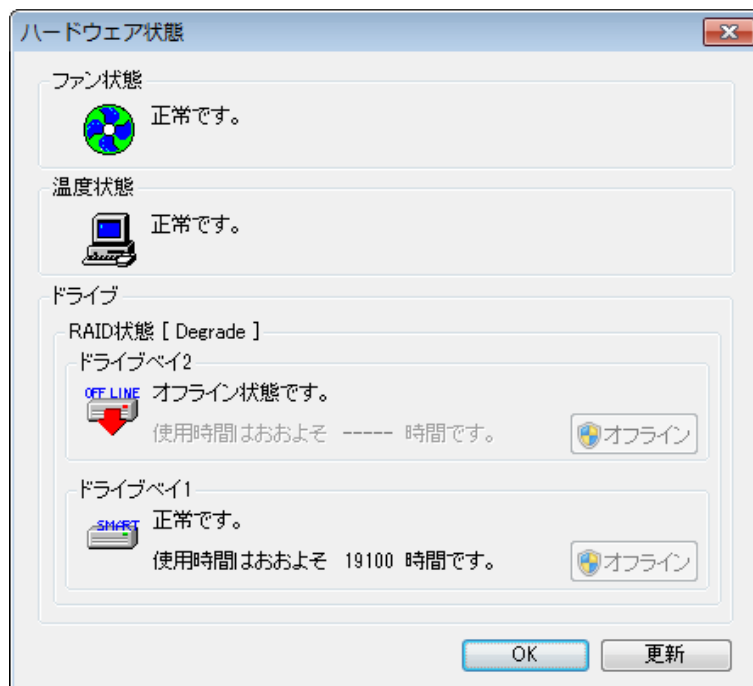 ハードウェア状態
ファン状態
正常です。
温度状態
正常です。
ドライブ
RAID状態 [ Degrade ]
ドライブベイ2
OFF LINE
オフライン状態です。
使用時間はおおよそ ----- 時間です。
オフライン
ドライブベイ1
SMART
正常です。
使用時間はおおよそ 19100 時間です。
オフライン
OK
更新